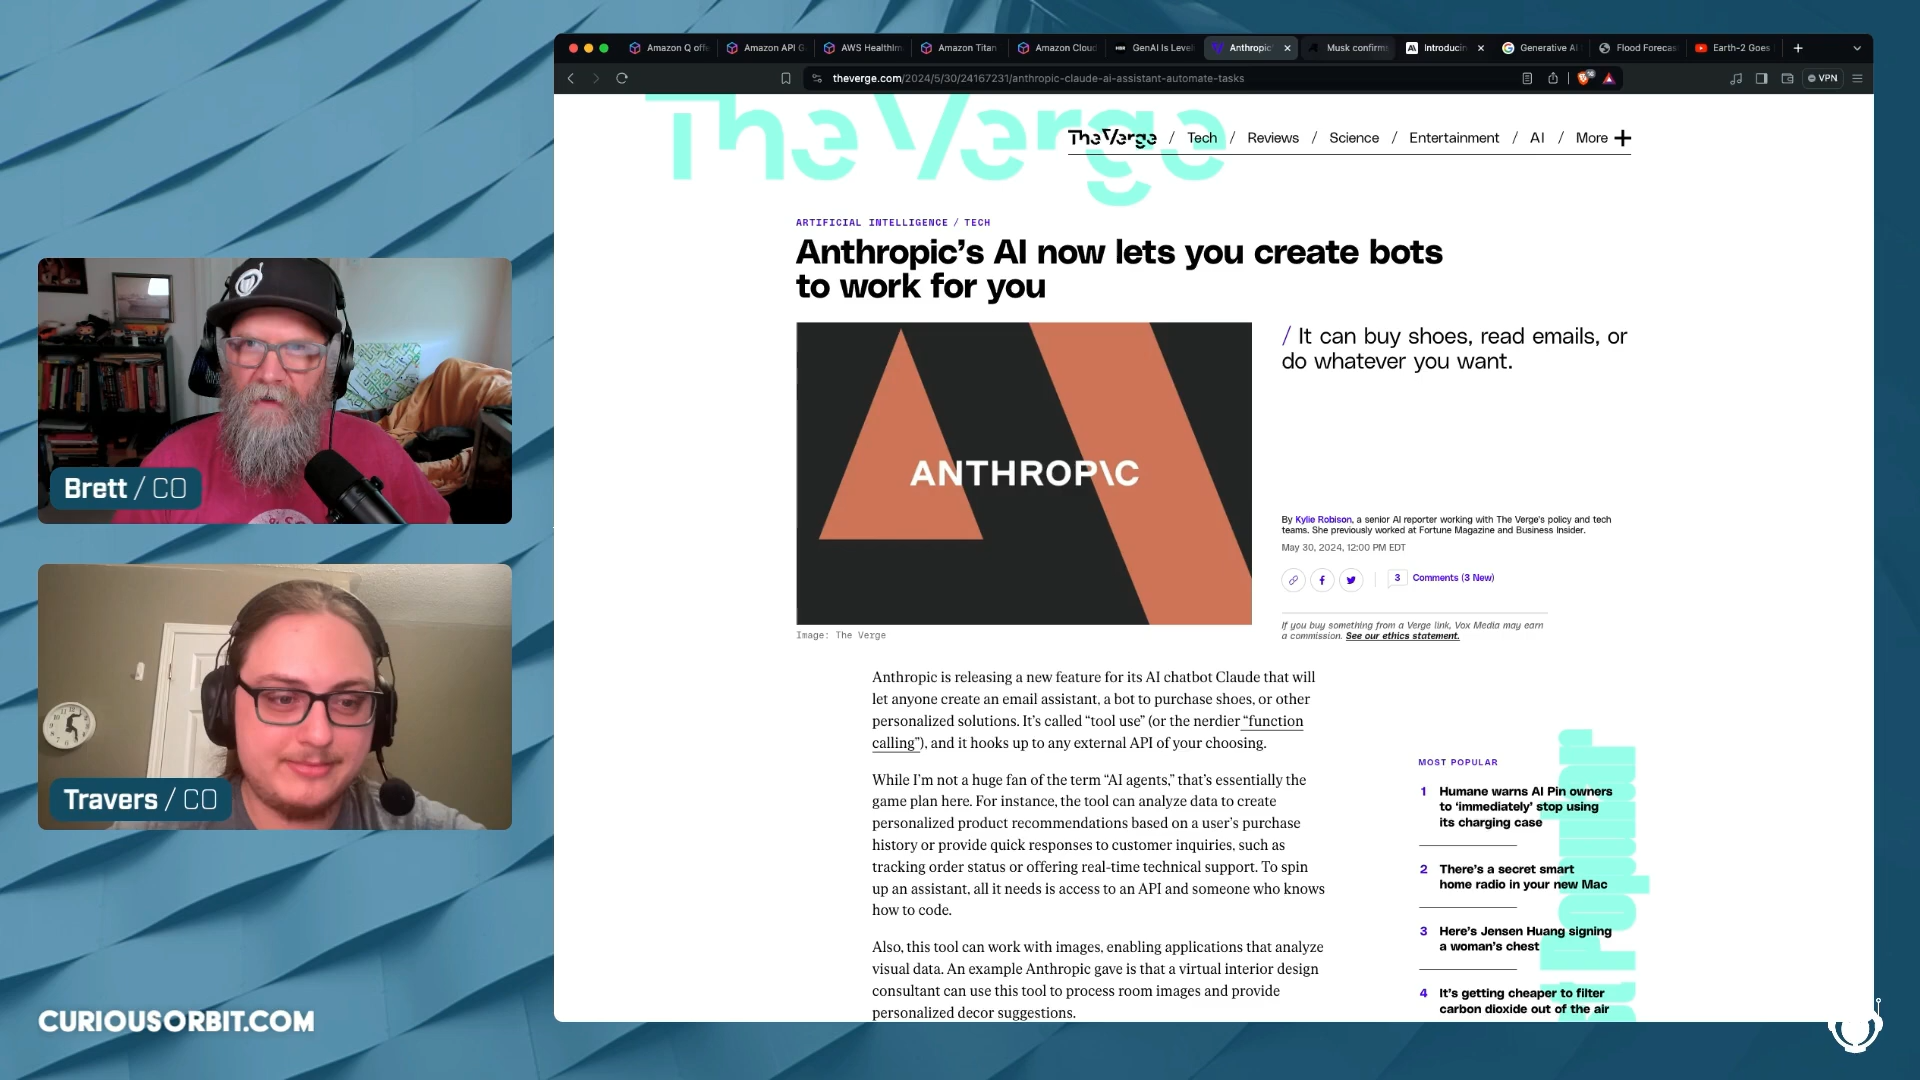 Amazon Q off
Amazon API G
AWS HealthIm
Amazon Titan
Amazon Cloud
GenAI Is Level
Anthropic'
Musk confirms
Introducin
Generative AI
Flood Forecas
Earth-2 Goes
theverge.com/2024/5/30/24167231/anthropic-claude-ai-assistant-automate-tasks
VPN
The Verge
The Verge / Tech / Reviews / Science / Entertainment / AI / More +
ARTIFICIAL INTELLIGENCE / TECH
Anthropic’s AI now lets you create bots
to work for you
/ It can buy shoes, read emails, or
do whatever you want.
ANTHROP\C
Image: The Verge
By Kylie Robison, a senior AI reporter working with The Verge's policy and tech
teams. She previously worked at Fortune Magazine and Business Insider.
May 30, 2024, 12:00 PM EDT
3 Comments (3 New)
If you buy something from a Verge link, Vox Media may earn
a commission. See our ethics statement.
Anthropic is releasing a new feature for its AI chatbot Claude that will
let anyone create an email assistant, a bot to purchase shoes, or other
personalized solutions. It’s called “tool use” (or the nerdier “function
calling”), and it hooks up to any external API of your choosing.
While I’m not a huge fan of the term “AI agents,” that’s essentially the
game plan here. For instance, the tool can analyze data to create
personalized product recommendations based on a user’s purchase
history or provide quick responses to customer inquiries, such as
tracking order status or offering real-time technical support. To spin
up an assistant, all it needs is access to an API and someone who knows
how to code.
Also, this tool can work with images, enabling applications that analyze
visual data. An example Anthropic gave is that a virtual interior design
consultant can use this tool to process room images and provide
personalized decor suggestions.
MOST POPULAR
1 Humane warns AI Pin owners
to ‘immediately’ stop using
its charging case
2 There’s a secret smart
home radio in your new Mac
3 Here’s Jensen Huang signing
a woman’s chest
4 It’s getting cheaper to filter
carbon dioxide out of the air
Brett / CO
Travers / CO
CURIOUSORBIT.COM